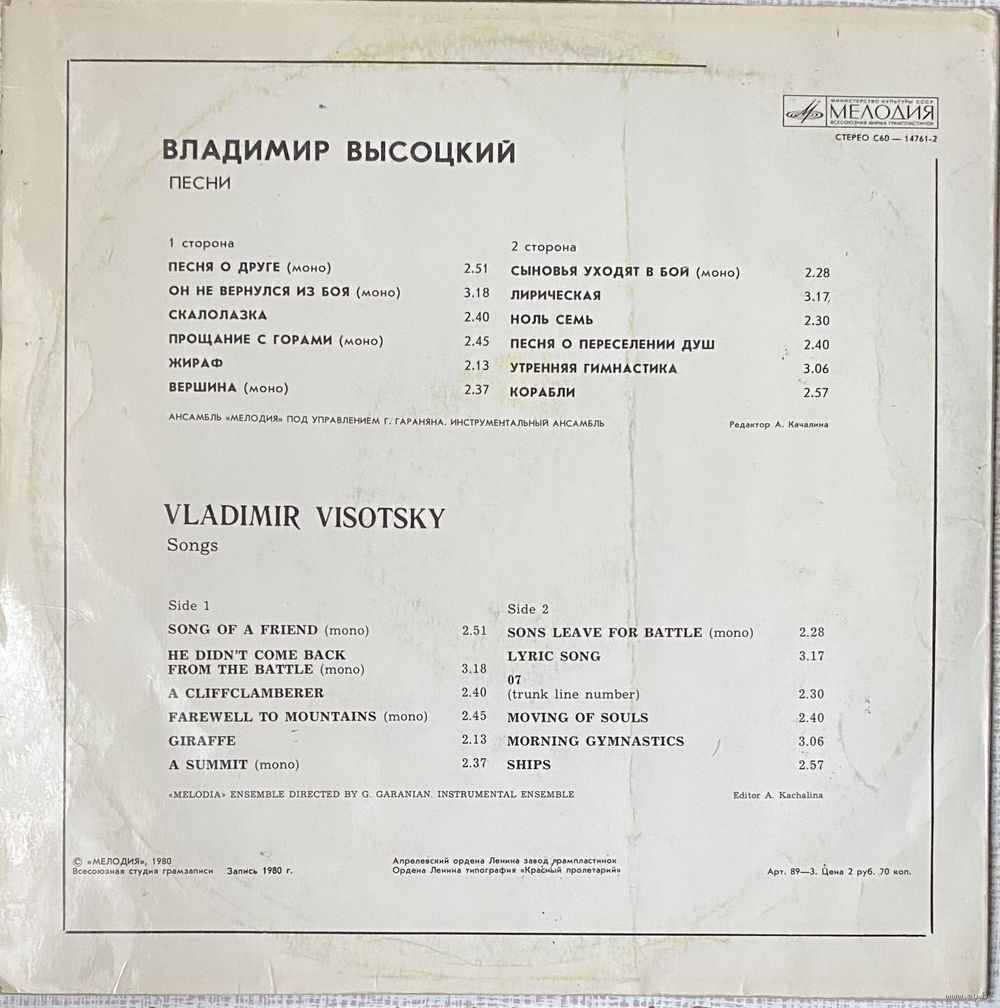 МИНИСТЕРСТВО КУЛЬТУРЫ СССР
МЕЛОДИЯ
ВСЕСОЮЗНАЯ ФИРМА ГРАМПЛАСТИНОК
СТЕРЕО С60—14761-2
ВЛАДИМИР ВЫСОЦКИЙ
ПЕСНИ
1 сторона
ПЕСНЯ О ДРУГЕ (моно) 2.51
ОН НЕ ВЕРНУЛСЯ ИЗ БОЯ (моно) 3.18
СКАЛОЛАЗКА 2.40
ПРОЩАНИЕ С ГОРАМИ (моно) 2.45
ЖИРАФ 2.13
ВЕРШИНА (моно) 2.37
2 сторона
СЫНОВЬЯ УХОДЯТ В БОЙ (моно) 2.28
ЛИРИЧЕСКАЯ 3.17
НОЛЬ СЕМЬ 2.30
ПЕСНЯ О ПЕРЕСЕЛЕНИИ ДУШ 2.40
УТРЕННЯЯ ГИМНАСТИКА 3.06
КОРАБЛИ 2.57
АНСАМБЛЬ «МЕЛОДИЯ» ПОД УПРАВЛЕНИЕМ Г. ГАРАНЯНА. ИНСТРУМЕНТАЛЬНЫЙ АНСАМБЛЬ
Редактор А. Качалина
VLADIMIR VISOTSKY
Songs
Side 1
SONG OF A FRIEND (mono) 2.51
HE DIDN'T COME BACK
FROM THE BATTLE (mono) 3.18
A CLIFFCLAMBERER 2.40
FAREWELL TO MOUNTAINS (mono) 2.45
GIRAFFE 2.13
A SUMMIT (mono) 2.37
Side 2
SONS LEAVE FOR BATTLE (mono) 2.28
LYRIC SONG 3.17
07
(trunk line number) 2.30
MOVING OF SOULS 2.40
MORNING GYMNASTICS 3.06
SHIPS 2.57
«MELODIA» ENSEMBLE DIRECTED BY G. GARANIAN. INSTRUMENTAL ENSEMBLE
Editor A. Kachalina
© «МЕЛОДИЯ», 1980
Всесоюзная студия грамзаписи Запись 1980 г.
Апрелевский ордена Ленина завод грампластинок
Ордена Ленина типография «Красный пролетарий»
Арт. 89—3. Цена 2 руб. 70 коп.